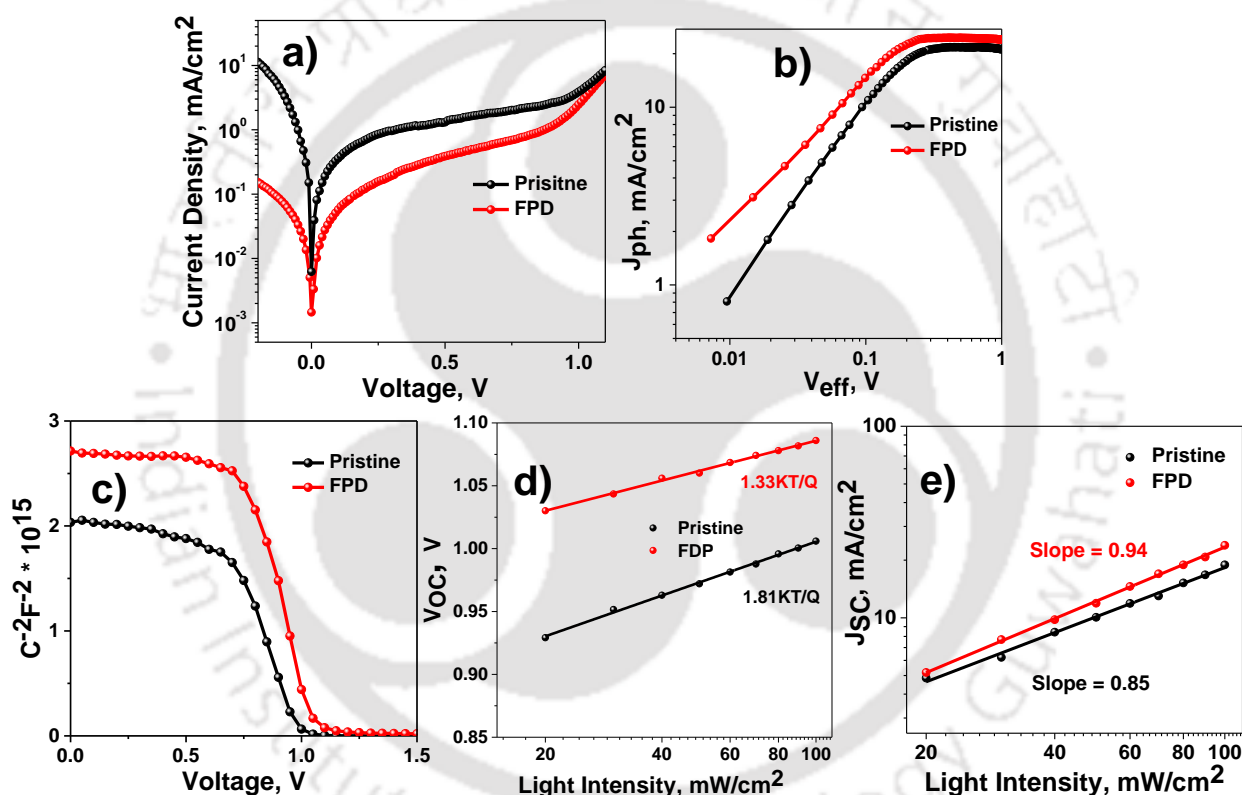 a)
Current Density, mA/cm2
10^1
10^0
10^-1
10^-2
10^-3
Prisitne
FPD
0.0
0.5
1.0
Voltage, V
b)
Jph, mA/cm2
10
1
Pristine
FPD
0.01
0.1
1
Veff, V
c)
C-2F-2 * 10^15
3
2
1
0
Pristine
FPD
0.0
0.5
1.0
1.5
Voltage, V
d)
VOC, V
1.10
1.05
1.00
0.95
0.90
0.85
1.33KT/Q
Pristine
FDP
1.81KT/Q
20
40
60
80
100
Light Intensity, mW/cm2
e)
JSC, mA/cm2
100
10
Pristine
FPD
Slope = 0.94
Slope = 0.85
20
40
60
80
100
Light Intensity, mW/cm2
Indian Institute
Guwahati